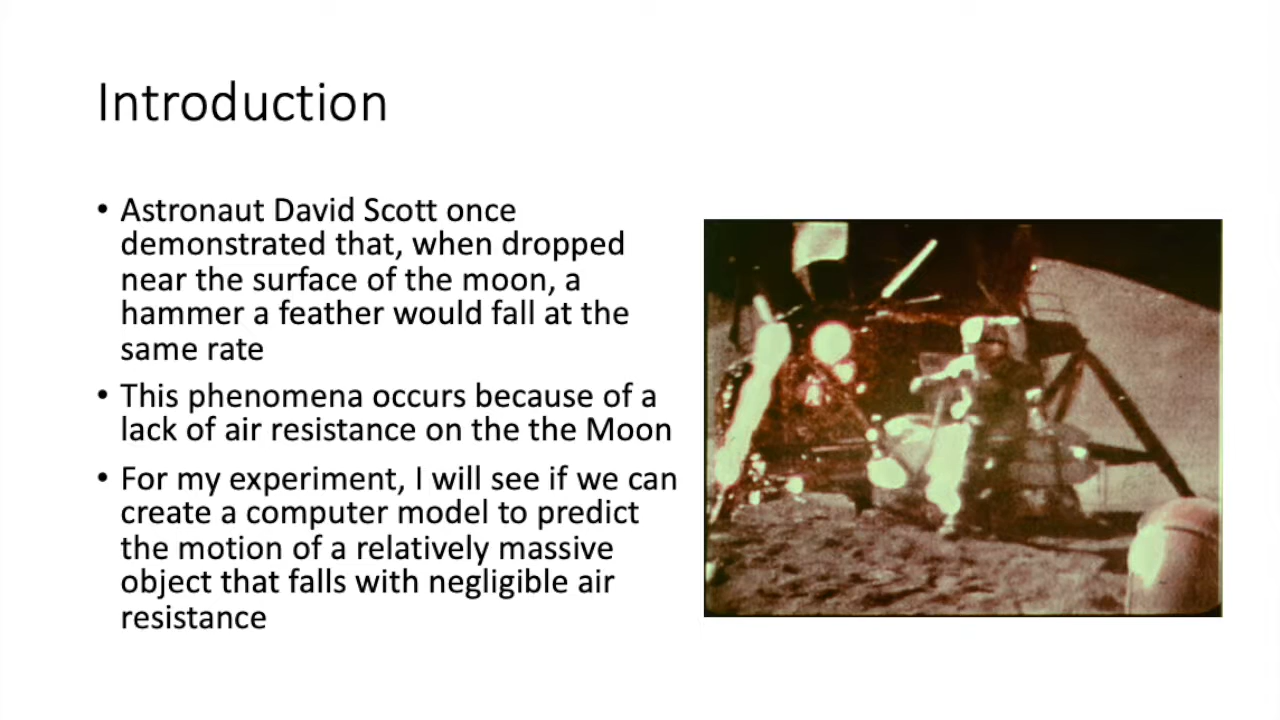 Introduction
• Astronaut David Scott once
demonstrated that, when dropped
near the surface of the moon, a
hammer a feather would fall at the
same rate
• This phenomena occurs because of a
lack of air resistance on the the Moon
• For my experiment, I will see if we can
create a computer model to predict
the motion of a relatively massive
object that falls with negligible air
resistance